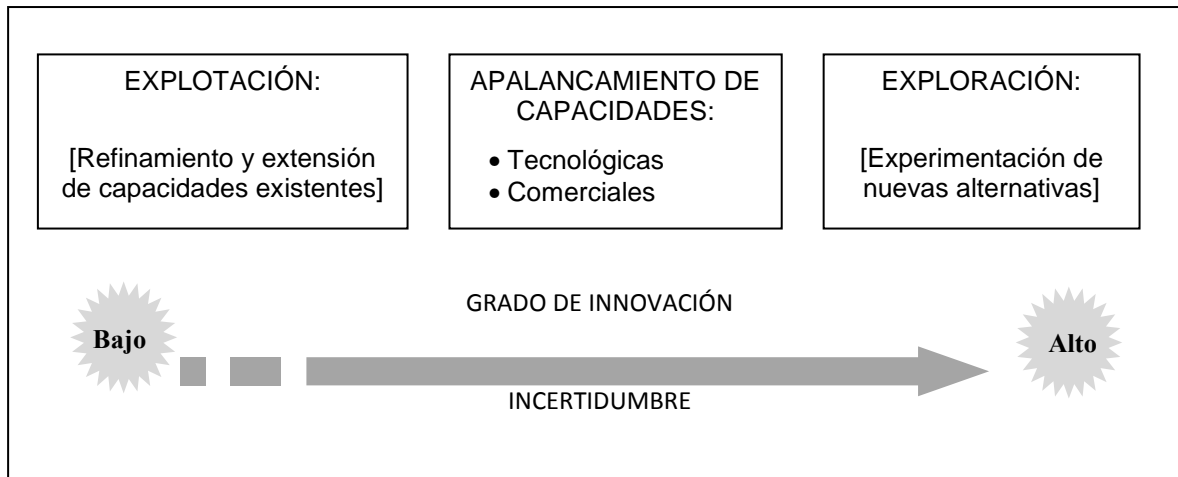 EXPLOTACIÓN:
[Refinamiento y extensión
de capacidades existentes]
APALANCAMIENTO DE
CAPACIDADES:
• Tecnológicas
• Comerciales
EXPLORACIÓN:
[Experimentación de
nuevas alternativas]
GRADO DE INNOVACIÓN
Bajo
Alto
INCERTIDUMBRE